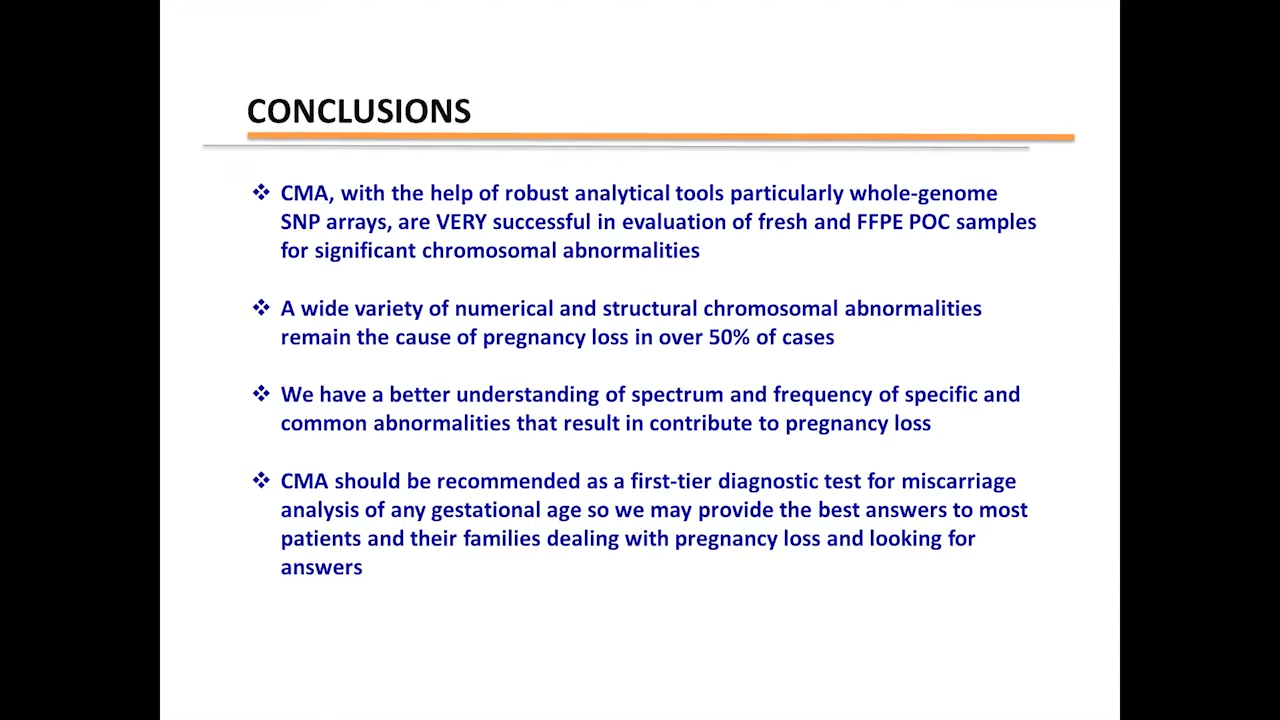 CONCLUSIONS
❖ CMA, with the help of robust analytical tools particularly whole-genome
SNP arrays, are VERY successful in evaluation of fresh and FFPE POC samples
for significant chromosomal abnormalities
❖ A wide variety of numerical and structural chromosomal abnormalities
remain the cause of pregnancy loss in over 50% of cases
❖ We have a better understanding of spectrum and frequency of specific and
common abnormalities that result in contribute to pregnancy loss
❖ CMA should be recommended as a first-tier diagnostic test for miscarriage
analysis of any gestational age so we may provide the best answers to most
patients and their families dealing with pregnancy loss and looking for
answers